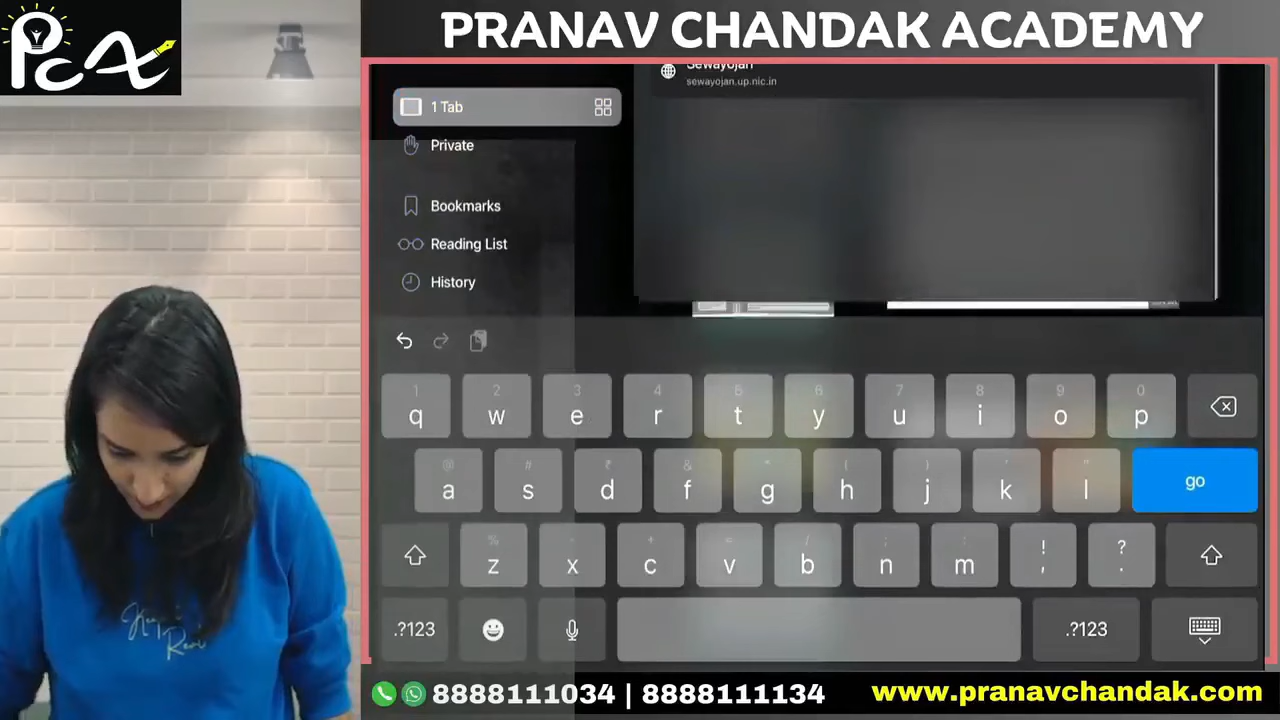 PCA
PRANAV CHANDAK ACADEMY
Sewayojan
sewayojan.up.nic.in
1 Tab
Private
Bookmarks
Reading List
History
1 2 3 4 5 6 7 8 9 0
q w e r t y u i o p
@ # ₹ & * ( ) ' "
a s d f g h j k l go
% - + = / ; : ! ?
z x c v b n m , .
.?123 .?123
8888111034 | 8888111134
www.pranavchandak.com